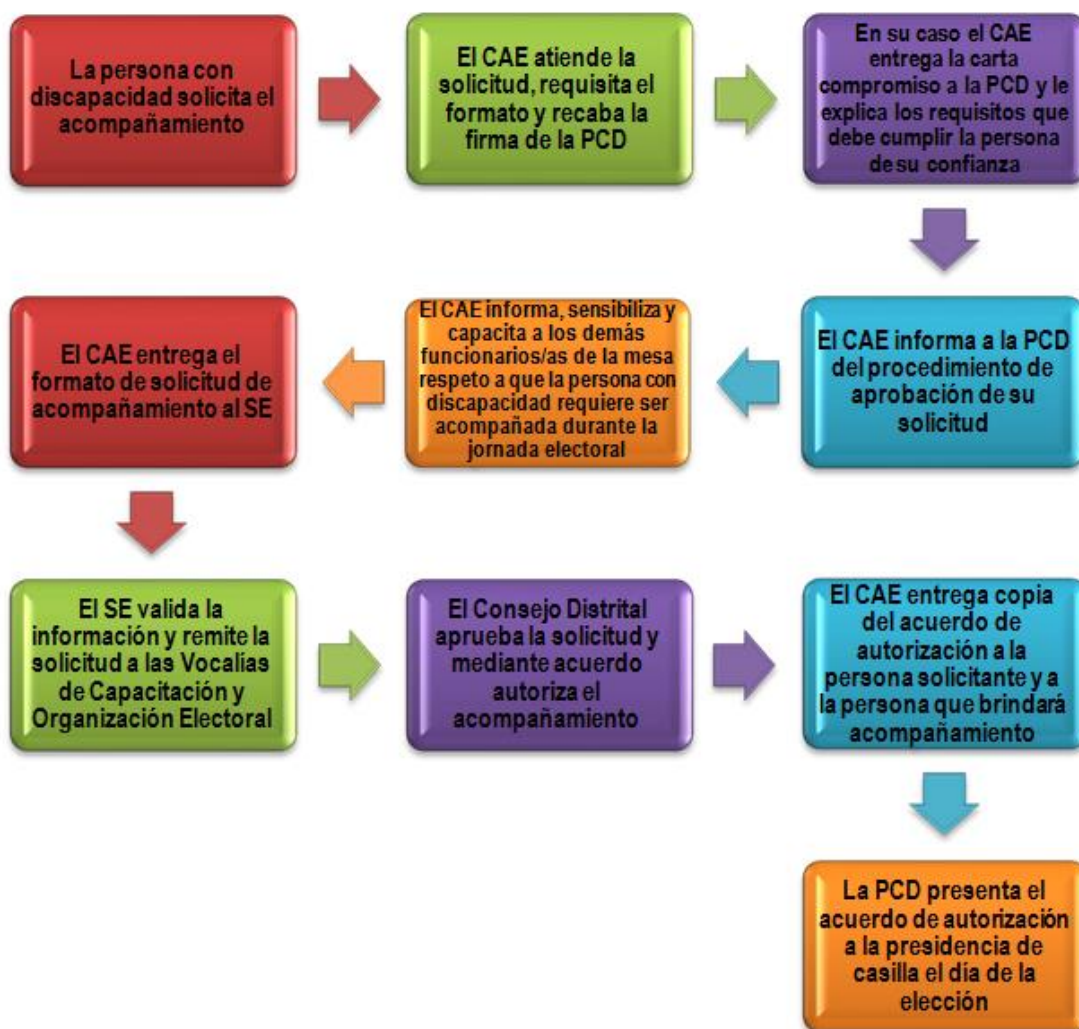 La persona con
discapacidad solicita el
acompañamiento
El CAE atiende la
solicitud, requisita el
formato y recaba la
firma de la PCD
En su caso el CAE
entrega la carta
compromiso a la PCD y le
explica los requisitos que
debe cumplir la persona
de su confianza
El CAE informa a la PCD
del procedimiento de
aprobación de su
solicitud
El CAE informa, sensibiliza y
capacita a los demás
funcionarios/as de la mesa
respeto a que la persona con
discapacidad requiere ser
acompañada durante la
jornada electoral
El CAE entrega el
formato de solicitud de
acompañamiento al SE
El SE valida la
información y remite la
solicitud a las Vocalías
de Capacitación y
Organización Electoral
El Consejo Distrital
aprueba la solicitud y
mediante acuerdo
autoriza el
acompañamiento
El CAE entrega copia
del acuerdo de
autorización a la
persona solicitante y a
la persona que brindará
acompañamiento
La PCD presenta el
acuerdo de autorización
a la presidencia de
casilla el día de la
elección